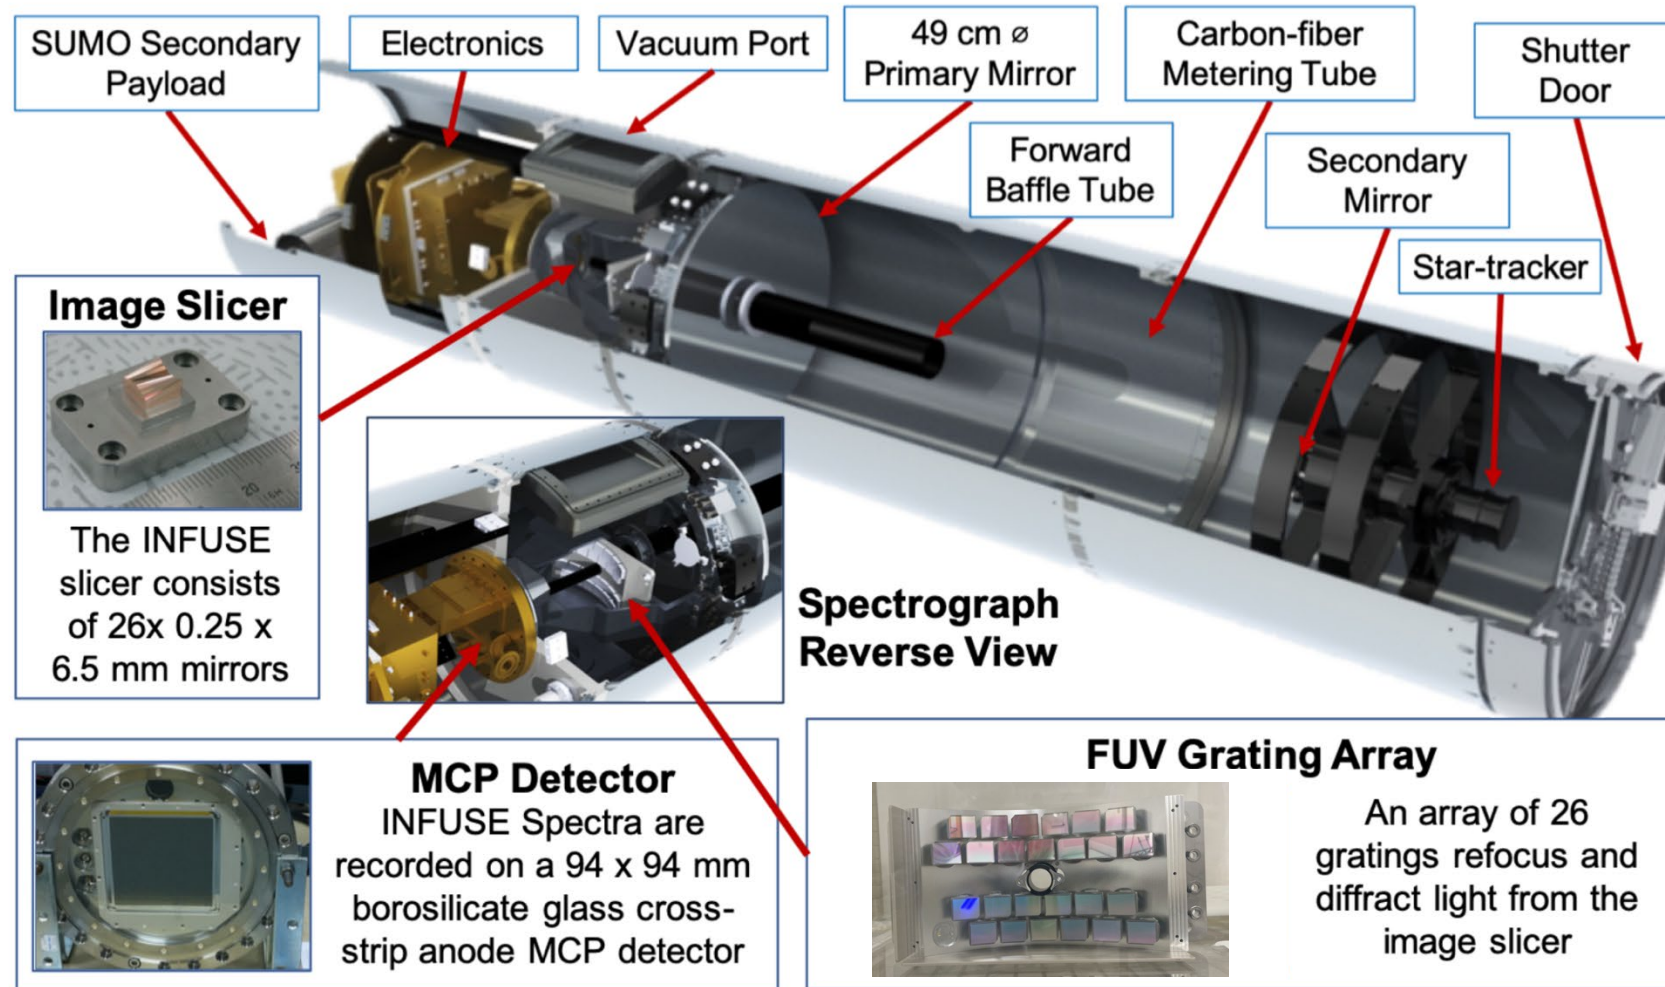 SUMO Secondary
Payload
Electronics
Vacuum Port
49 cm ⌀
Primary Mirror
Carbon-fiber
Metering Tube
Shutter
Door
Forward
Baffle Tube
Secondary
Mirror
Star-tracker
Image Slicer
20
The INFUSE
slicer consists
of 26x 0.25 x
6.5 mm mirrors
Spectrograph
Reverse View
MCP Detector
INFUSE Spectra are
recorded on a 94 x 94 mm
borosilicate glass cross-
strip anode MCP detector
FUV Grating Array
An array of 26
gratings refocus and
diffract light from the
image slicer